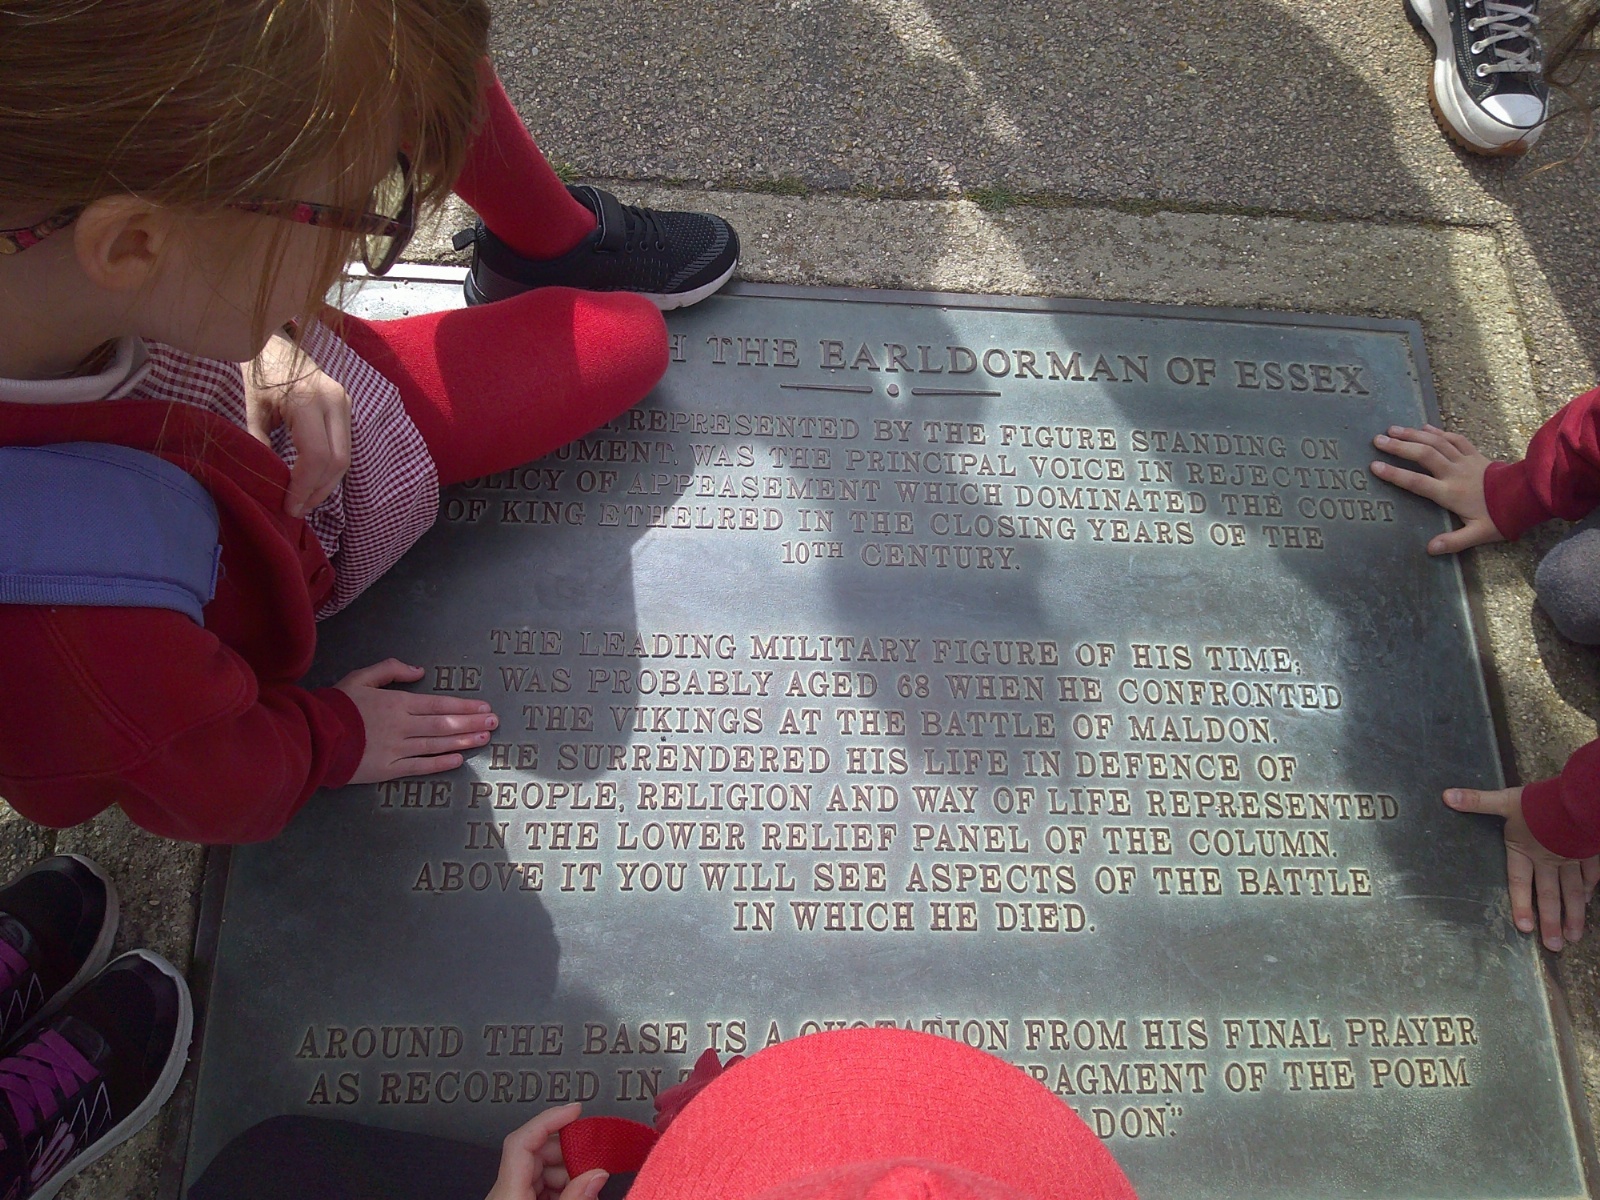 THE EARLDORMAN OF ESSEX
REPRESENTED BY THE FIGURE STANDING ON
WAS THE PRINCIPAL VOICE IN REJECTING
OF APPEASEMENT WHICH DOMINATED THE COURT
OF KING ETHELRED IN THE CLOSING YEARS OF THE
10TH CENTURY.
THE LEADING MILITARY FIGURE OF HIS TIME;
HE WAS PROBABLY AGED 68 WHEN HE CONFRONTED
THE VIKINGS AT THE BATTLE OF MALDON.
HE SURRENDERED HIS LIFE IN DEFENCE OF
THE PEOPLE, RELIGION AND WAY OF LIFE REPRESENTED
IN THE LOWER RELIEF PANEL OF THE COLUMN.
ABOVE IT YOU WILL SEE ASPECTS OF THE BATTLE
IN WHICH HE DIED.
AROUND THE BASE IS A QUOTATION FROM HIS FINAL PRAYER
AS RECORDED IN FRAGMENT OF THE POEM